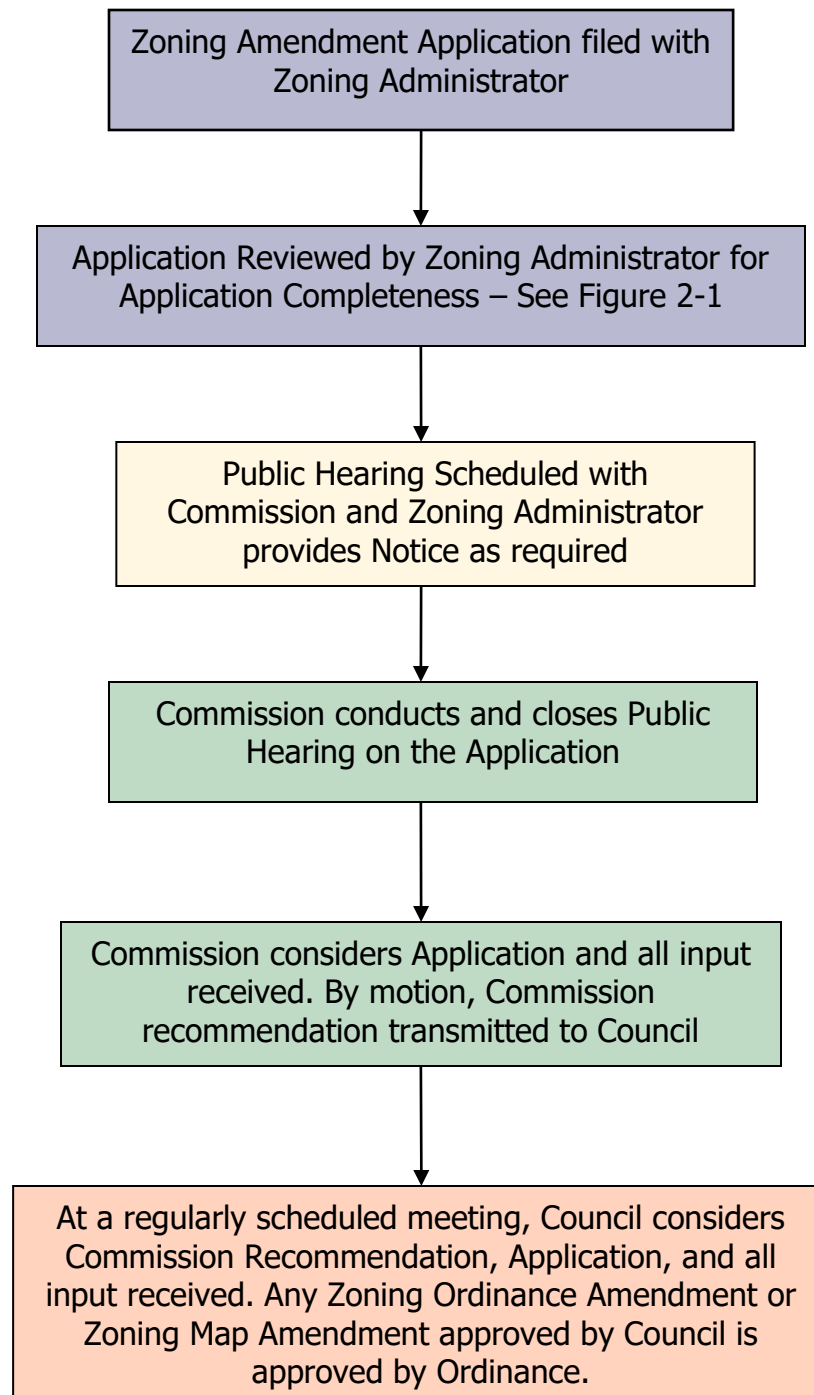 Zoning Amendment Application filed with
Zoning Administrator
Application Reviewed by Zoning Administrator for
Application Completeness – See Figure 2-1
Public Hearing Scheduled with
Commission and Zoning Administrator
provides Notice as required
Commission conducts and closes Public
Hearing on the Application
Commission considers Application and all input
received. By motion, Commission
recommendation transmitted to Council
At a regularly scheduled meeting, Council considers
Commission Recommendation, Application, and all
input received. Any Zoning Ordinance Amendment or
Zoning Map Amendment approved by Council is
approved by Ordinance.